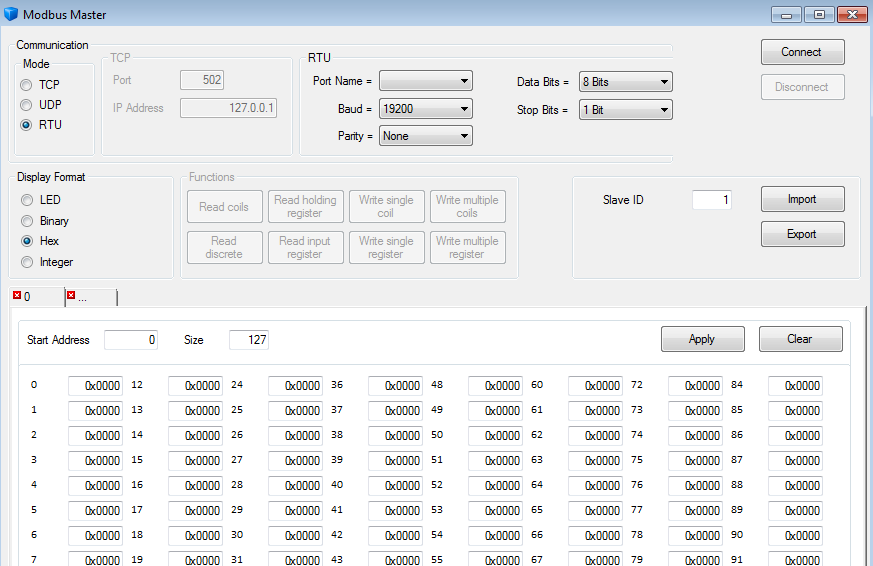 Modbus Master
Communication
Mode
TCP
UDP
RTU
TCP
Port 502
IP Address 127.0.0.1
RTU
Port Name =
Baud = 19200
Parity = None
Data Bits = 8 Bits
Stop Bits = 1 Bit
Connect
Disconnect
Display Format
LED
Binary
Hex
Integer
Functions
Read coils
Read holding
register
Write single
coil
Write multiple
coils
Read
discrete
Read input
register
Write single
register
Write multiple
register
Slave ID 1
Import
Export
0 ...
Start Address 0 Size 127 Apply Clear
0 0x0000 12 0x0000 24 0x0000 36 0x0000 48 0x0000 60 0x0000 72 0x0000 84 0x0000
1 0x0000 13 0x0000 25 0x0000 37 0x0000 49 0x0000 61 0x0000 73 0x0000 85 0x0000
2 0x0000 14 0x0000 26 0x0000 38 0x0000 50 0x0000 62 0x0000 74 0x0000 86 0x0000
3 0x0000 15 0x0000 27 0x0000 39 0x0000 51 0x0000 63 0x0000 75 0x0000 87 0x0000
4 0x0000 16 0x0000 28 0x0000 40 0x0000 52 0x0000 64 0x0000 76 0x0000 88 0x0000
5 0x0000 17 0x0000 29 0x0000 41 0x0000 53 0x0000 65 0x0000 77 0x0000 89 0x0000
6 0x0000 18 0x0000 30 0x0000 42 0x0000 54 0x0000 66 0x0000 78 0x0000 90 0x0000
7 0x0000 19 0x0000 31 0x0000 43 0x0000 55 0x0000 67 0x0000 79 0x0000 91 0x0000